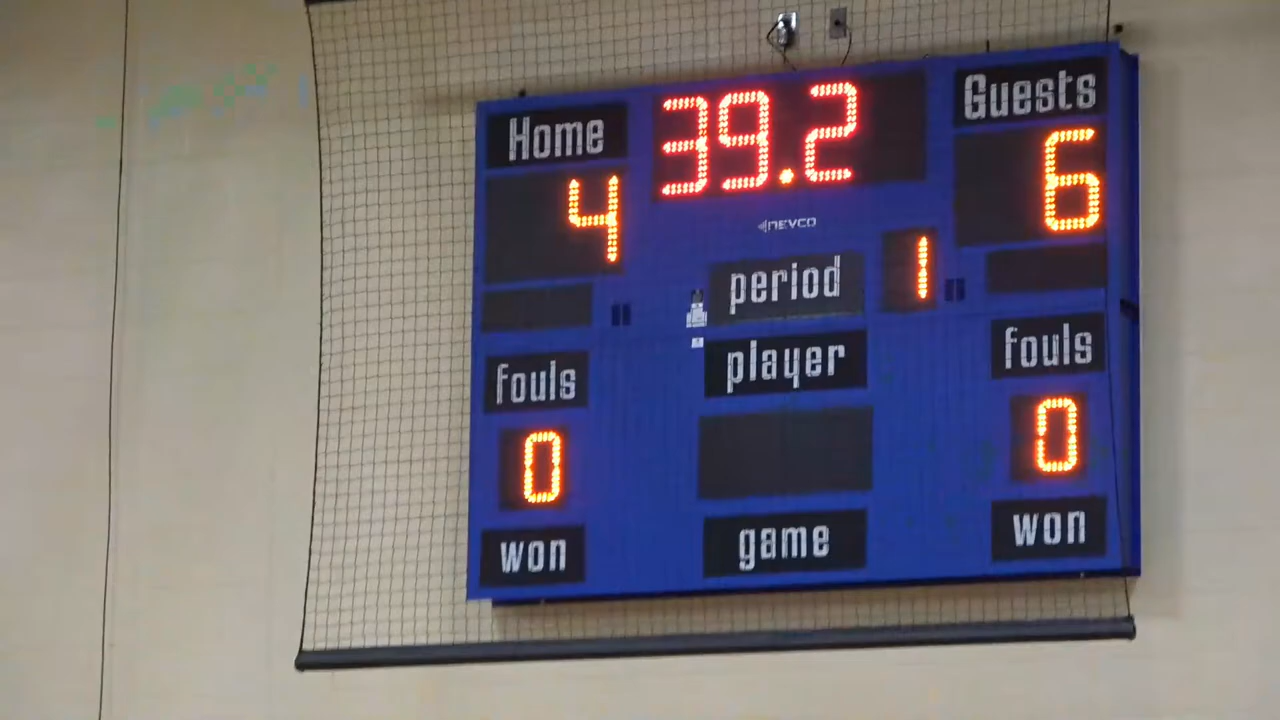 Home 39.2 Guests
4 6
NEVCO
period 1
player
fouls fouls
0 0
won game won